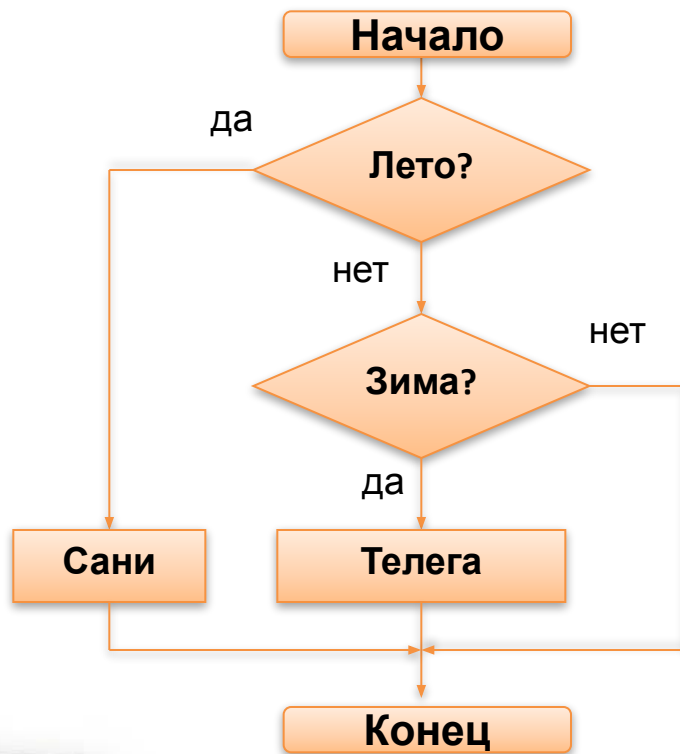 Начало
да
Лето?
нет
нет
Зима?
да
Сани
Телега
Конец